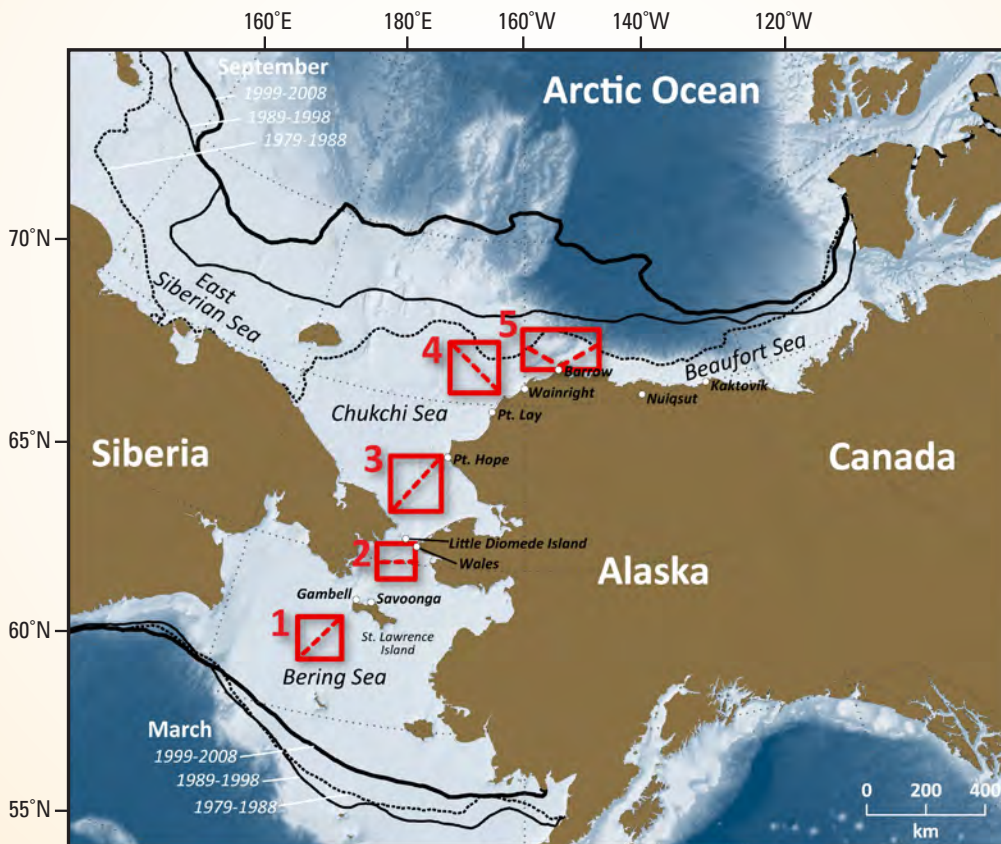 160°E
180°E
160°W
140°W
120°W
September
1999-2008
1989-1998
1979-1988
Arctic Ocean
70°N
East
Siberian Sea
5
4
Beaufort Sea
Barrow
Kaktovik
Wainright
Nuiqsut
Chukchi Sea
Pt. Lay
65°N
Siberia
3
Pt. Hope
Canada
Little Diomede Island
2
Wales
Alaska
Gambell
Savoonga
1
St. Lawrence
Island
60°N
Bering Sea
March
1999-2008
1989-1998
1979-1988
55°N
0 200 400
km